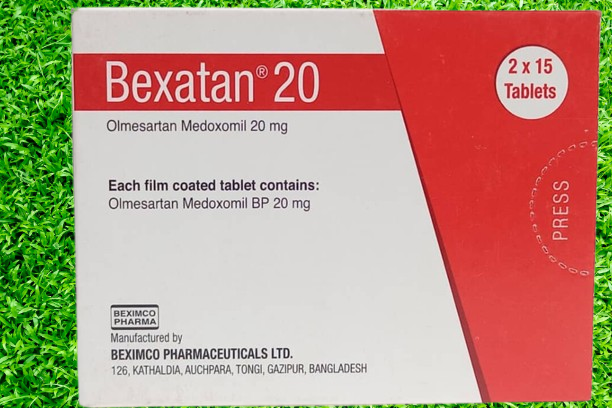 Bexatan® 20
Olmesartan Medoxomil 20 mg
2 x 15
Tablets
Each film coated tablet contains:
Olmesartan Medoxomil BP 20 mg
PRESS
BEXIMCO
PHARMA
Manufactured by
BEXIMCO PHARMACEUTICALS LTD.
126, KATHALDIA, AUCHPARA, TONGI, GAZIPUR, BANGLADESH